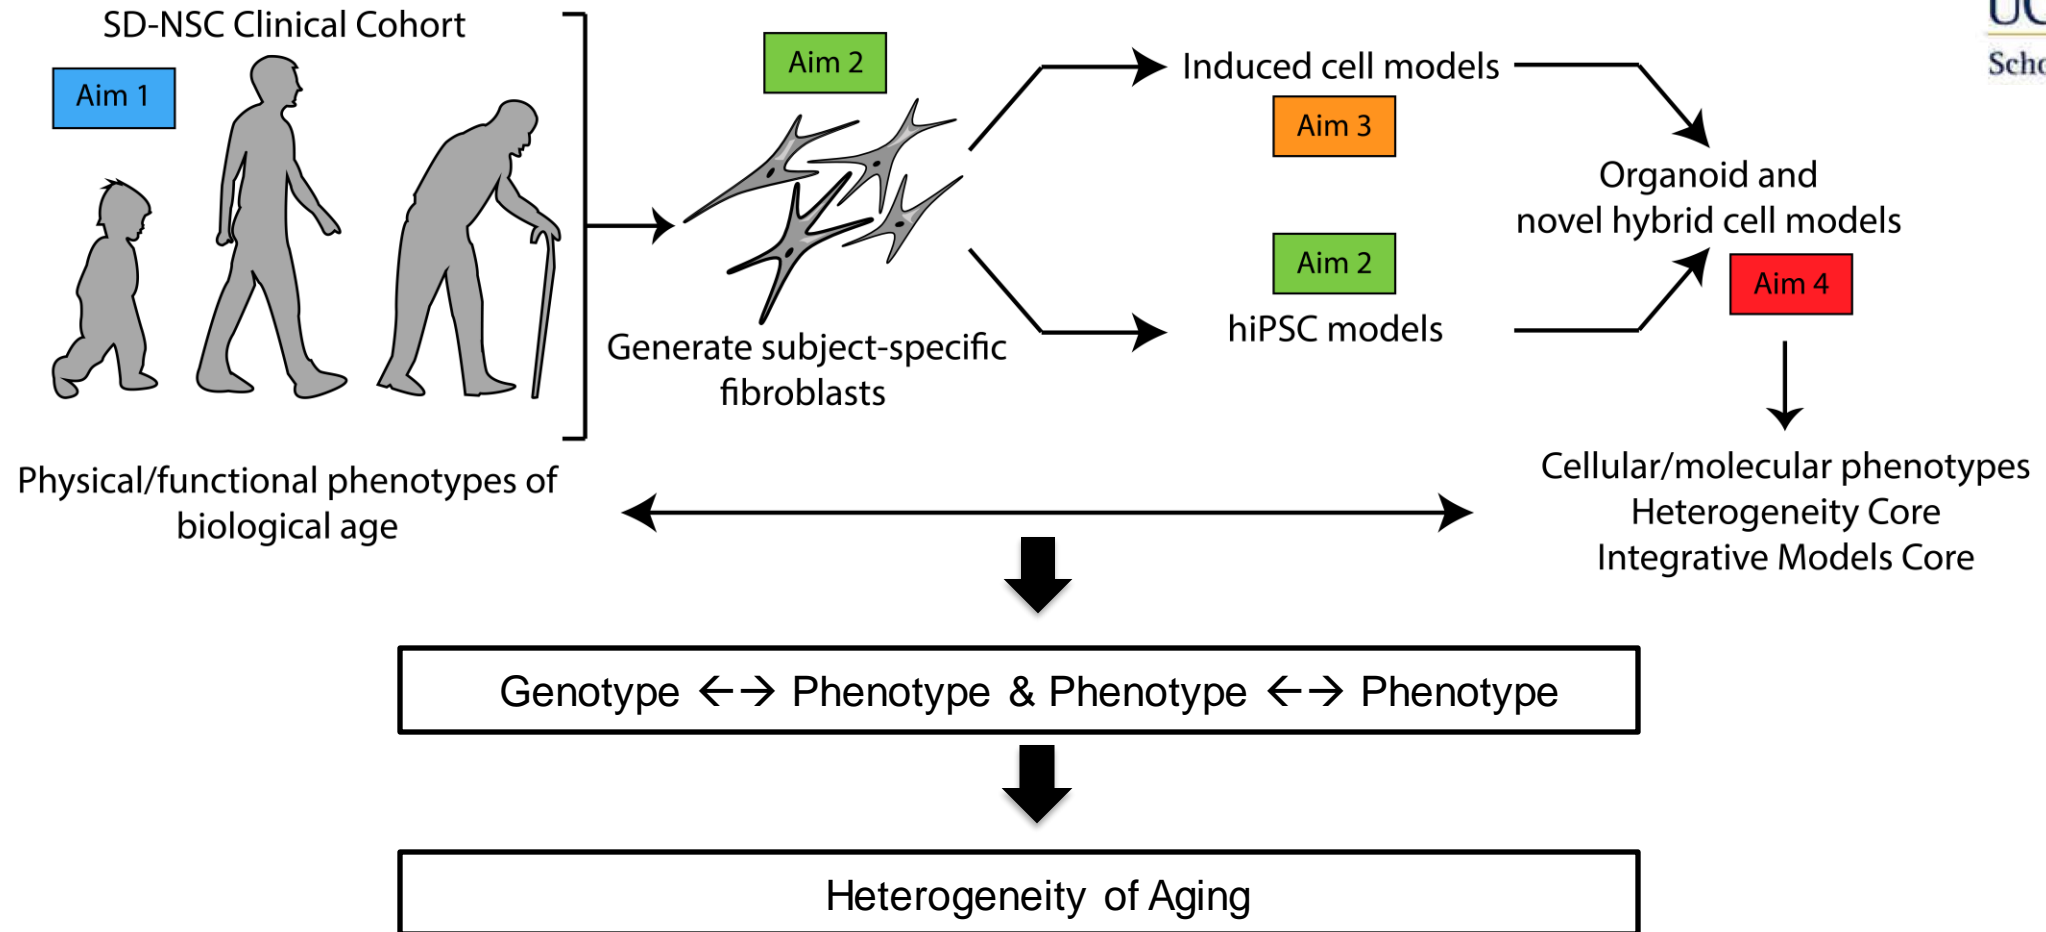 SD-NSC Clinical Cohort
Aim 1
Physical/functional phenotypes of
biological age
Aim 2
Generate subject-specific
fibroblasts
Induced cell models
Aim 3
Aim 2
hiPSC models
Organoid and
novel hybrid cell models
Aim 4
Cellular/molecular phenotypes
Heterogeneity Core
Integrative Models Core
Genotype ←→ Phenotype & Phenotype ←→ Phenotype
Heterogeneity of Aging